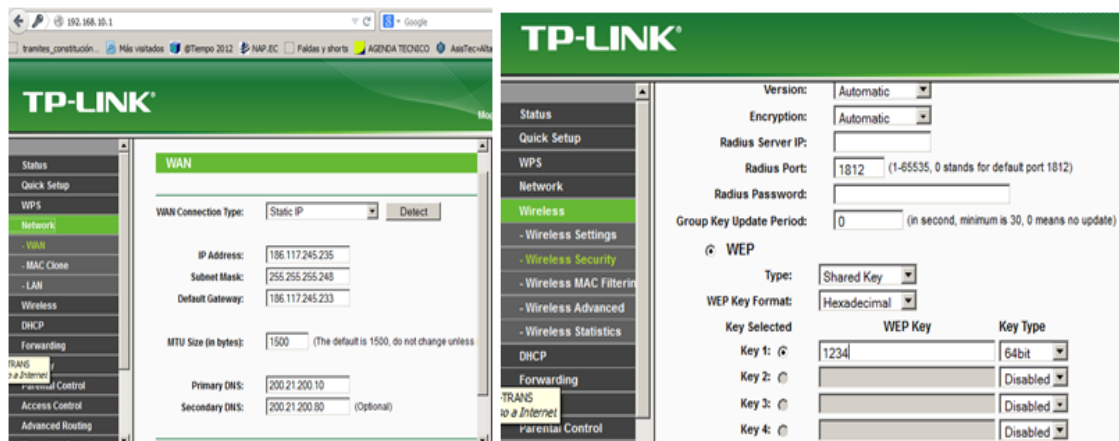 192.168.10.1
Google
tramites_constitución...
Más visitados
@Tiempo 2012
NAP.EC
Faldas y shorts
AGENDA TECNICO
AsisTec»Alta
TP-LINK®
Status
Quick Setup
WPS
Network
- WAN
- MAC Clone
- LAN
Wireless
DHCP
Forwarding
TRANS
o a Internet
Parental Control
Access Control
Advanced Routing
WAN
WAN Connection Type: Static IP Detect
IP Address: 186.117.245.235
Subnet Mask: 255.255.255.248
Default Gateway: 186.117.245.233
MTU Size (in bytes): 1500 (The default is 1500, do not change unless
Primary DNS: 200.21.200.10
Secondary DNS: 200.21.200.80 (Optional)
TP-LINK®
Status
Quick Setup
WPS
Network
Wireless
- Wireless Settings
- Wireless Security
- Wireless MAC Filterin
- Wireless Advanced
- Wireless Statistics
DHCP
Forwarding
-TRANS
so a Internet
Parental Control
Version: Automatic
Encryption: Automatic
Radius Server IP:
Radius Port: 1812 (1-65535, 0 stands for default port 1812)
Radius Password:
Group Key Update Period: 0 (in second, minimum is 30, 0 means no update)
WEP
Type: Shared Key
WEP Key Format: Hexadecimal
Key Selected WEP Key Key Type
Key 1: 1234 64bit
Key 2: Disabled
Key 3: Disabled
Key 4: Disabled